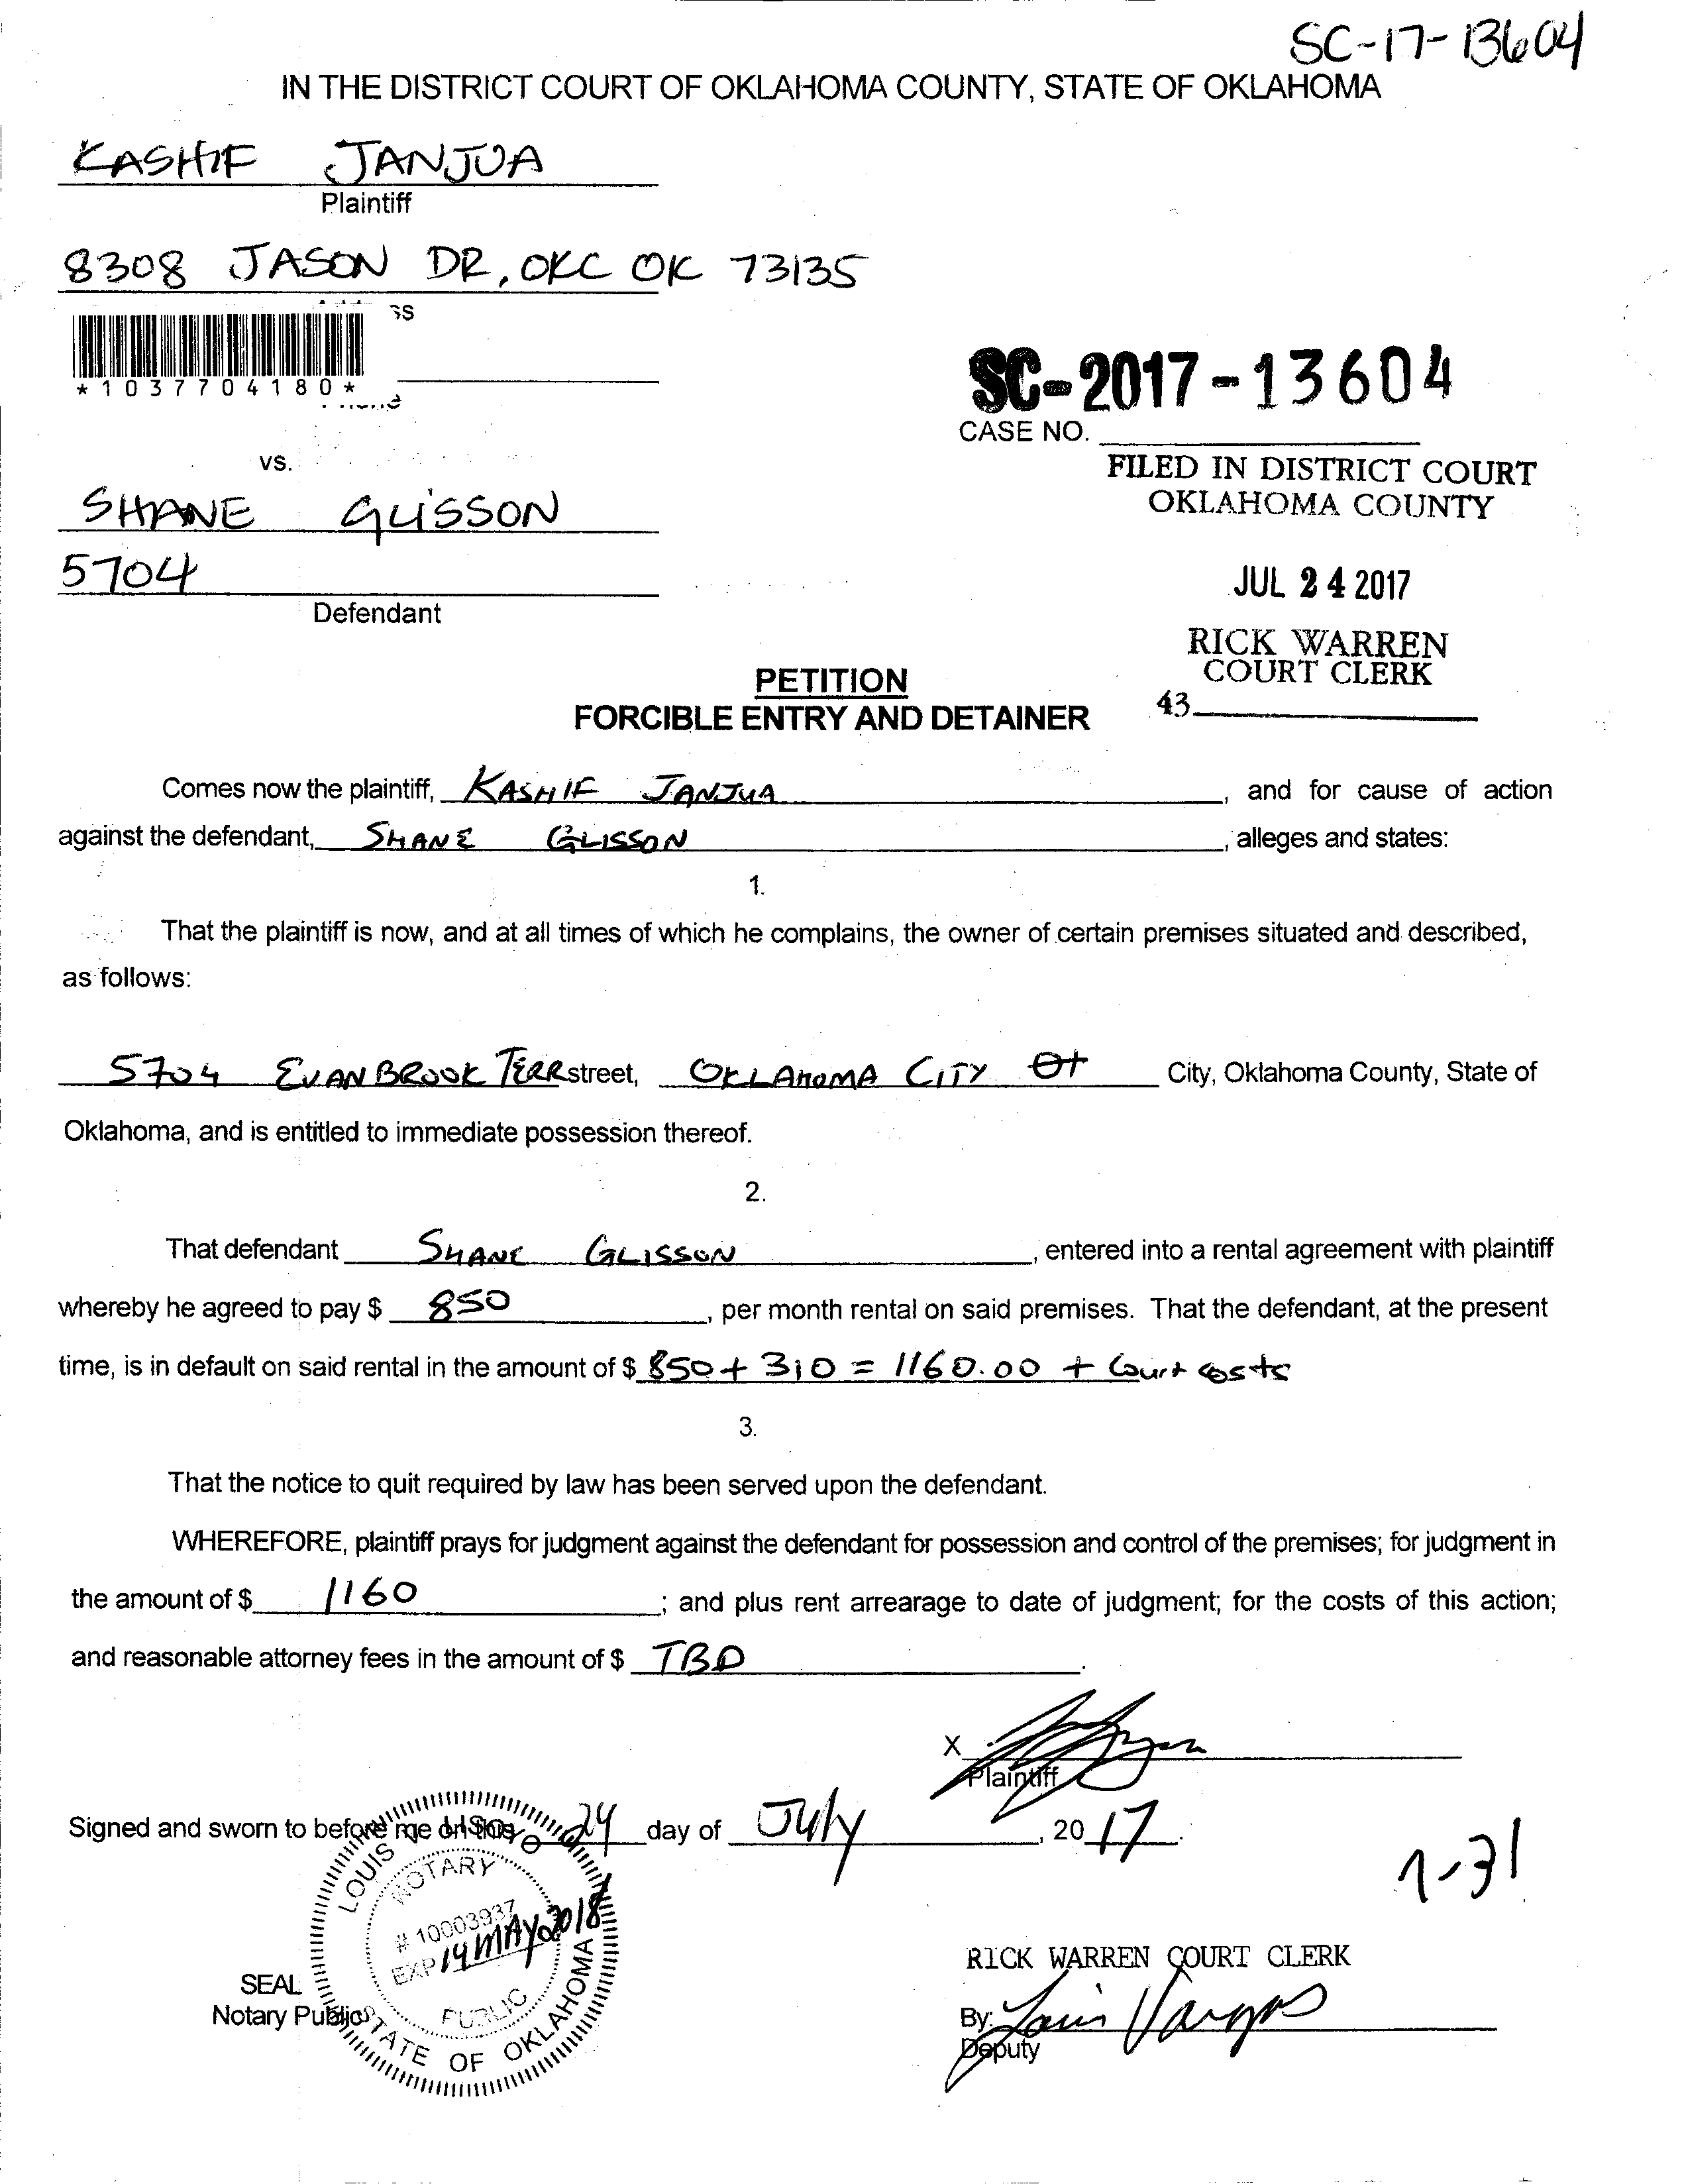 SC-17-13604
IN THE DISTRICT COURT OF OKLAHOMA COUNTY, STATE OF OKLAHOMA
KASHIF JANJUA
Plaintiff
8308 JASON DR, OKC OK 73135
*1037704180*
SC-2017-13604
CASE NO.
vs.
FILED IN DISTRICT COURT
OKLAHOMA COUNTY
SHANE GLISSON
5704
JUL 24 2017
Defendant
RICK WARREN
COURT CLERK
43
PETITION
FORCIBLE ENTRY AND DETAINER
Comes now the plaintiff, KASHIF JANJUA, and for cause of action
against the defendant, SHANE GLISSON, alleges and states:
1.
That the plaintiff is now, and at all times of which he complains, the owner of certain premises situated and described,
as follows:
5704 EVANBROOK TERR street, OKLAHOMA CITY City, Oklahoma County, State of
Oklahoma, and is entitled to immediate possession thereof.
2.
That defendant SHANE GLISSON, entered into a rental agreement with plaintiff
whereby he agreed to pay $ 850, per month rental on said premises. That the defendant, at the present
time, is in default on said rental in the amount of $ 850 + 310 = 1160.00 + Court costs
3.
That the notice to quit required by law has been served upon the defendant.
WHEREFORE, plaintiff prays for judgment against the defendant for possession and control of the premises; for judgment in
the amount of $ 1160; and plus rent arrearage to date of judgment; for the costs of this action;
and reasonable attorney fees in the amount of $ TBD.
X
Plaintiff
Signed and sworn to before me on this 24 day of July, 2017.
7-31
LOUIS
NOTARY
# 10003937
EXP 14 MAY 2018
PUBLIC
STATE OF OKLAHOMA
SEAL
Notary Public
RICK WARREN COURT CLERK
By:
Deputy